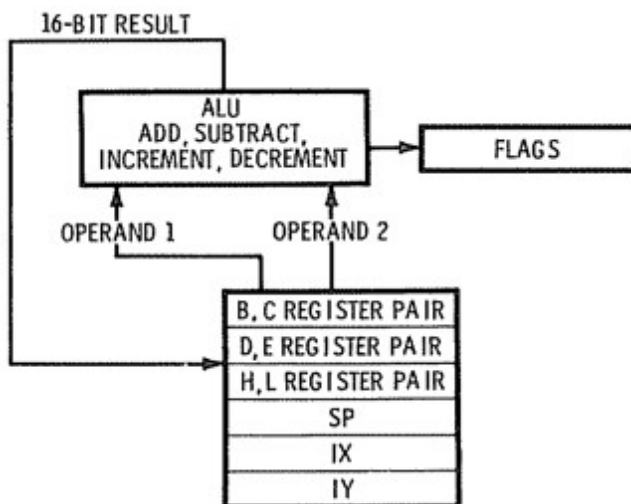 16-BIT RESULT
ALU
ADD, SUBTRACT,
INCREMENT, DECREMENT
FLAGS
OPERAND 1
OPERAND 2
B, C REGISTER PAIR
D, E REGISTER PAIR
H, L REGISTER PAIR
SP
IX
IY